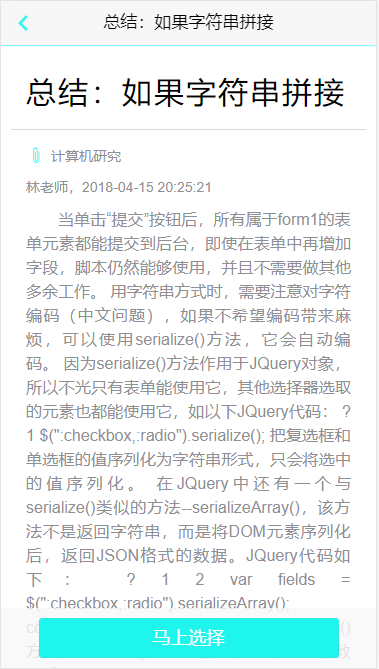 总结：如果字符串拼接
总结：如果字符串拼接
计算机研究
林老师，2018-04-15 20:25:21
当单击“提交”按钮后，所有属于form1的表
单元素都能提交到后台，即使在表单中再增加
字段，脚本仍然能够使用，并且不需要做其他
多余工作。 用字符串方式时，需要注意对字符
编码（中文问题），如果不希望编码带来麻
烦，可以使用serialize()方法，它会自动编
码。 因为serialize()方法作用于JQuery对象，
所以不光只有表单能使用它，其他选择器选取
的元素也都能使用它，如以下JQuery代码： ?
1 $(":checkbox,:radio").serialize(); 把复选框和
单选框的值序列化为字符串形式，只会将选中
的值序列化。 在JQuery中还有一个与
serialize()类似的方法--serializeArray()，该方
法不是返回字符串，而是将DOM元素序列化
后，返回JSON格式的数据。JQuery代码如
下： ? 1 2 var fields =
$(":checkbox,:radio").serializeArray();
马上选择